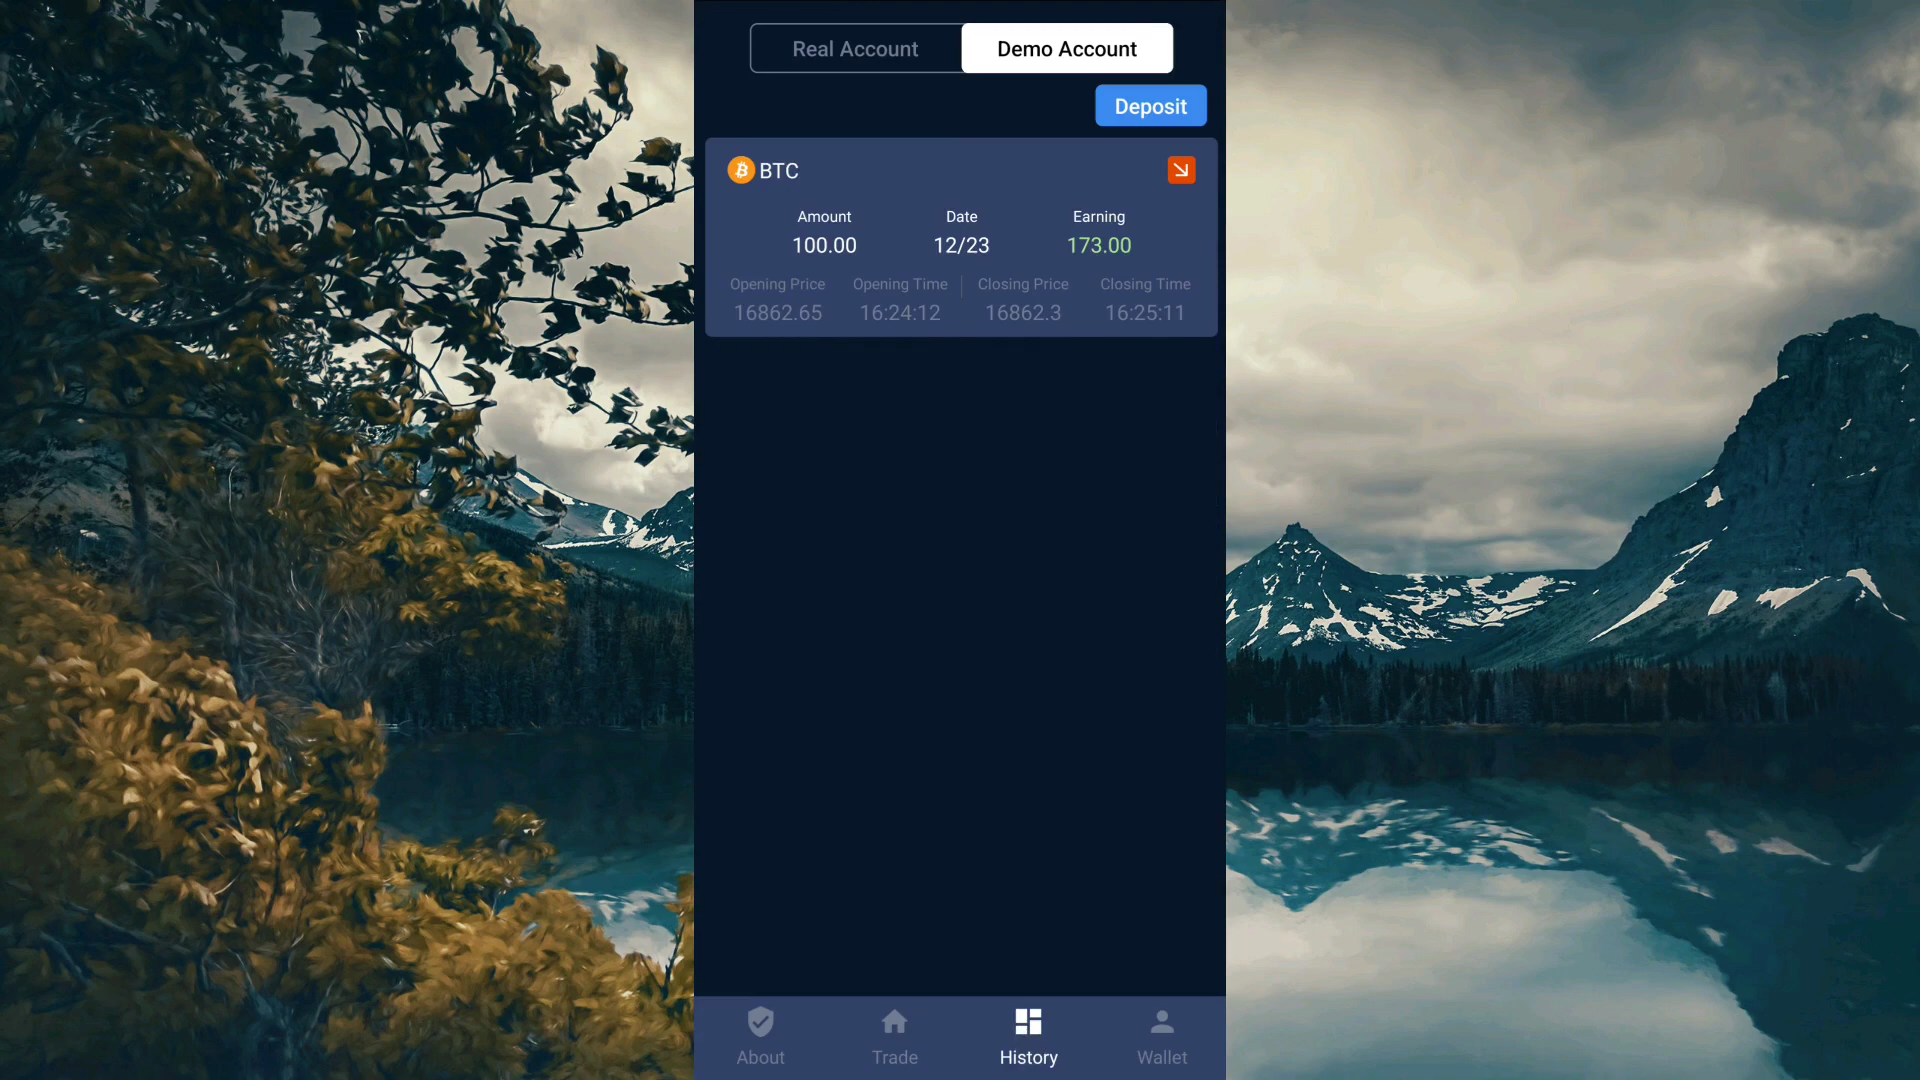 Real Account Demo Account
Deposit
BTC
Amount Date Earning
100.00 12/23 173.00
Opening Price Opening Time Closing Price Closing Time
16862.65 16:24:12 16862.3 16:25:11
About Trade History Wallet